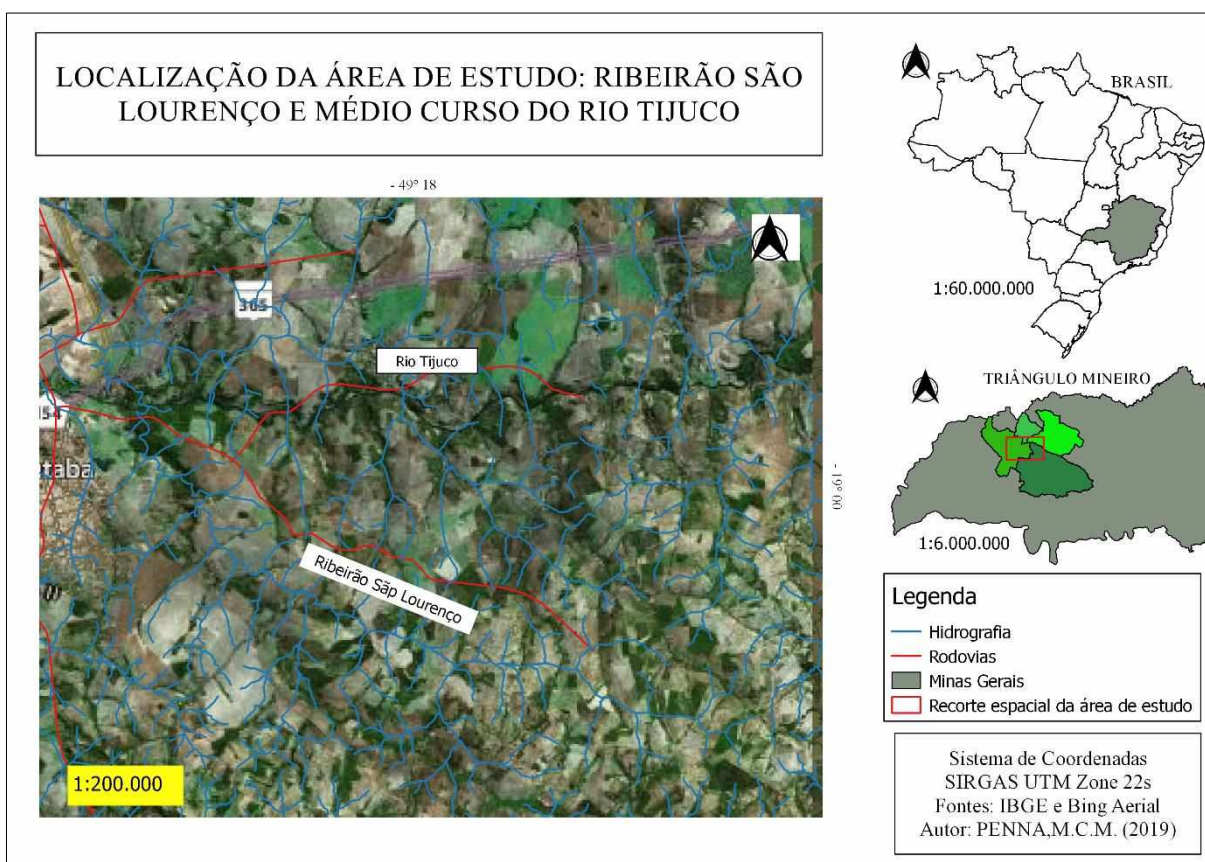 LOCALIZAÇÃO DA ÁREA DE ESTUDO: RIBEIRÃO SÃO
LOURENÇO E MÉDIO CURSO DO RIO TIJUCO
- 49° 18
365
Rio Tijuco
154
utaba
Ribeirão Sãp Lourenço
- 19° 00
1:200.000
BRASIL
1:60.000.000
TRIÂNGULO MINEIRO
1:6.000.000
Legenda
Hidrografia
Rodovias
Minas Gerais
Recorte espacial da área de estudo
Sistema de Coordenadas
SIRGAS UTM Zone 22s
Fontes: IBGE e Bing Aerial
Autor: PENNA,M.C.M. (2019)